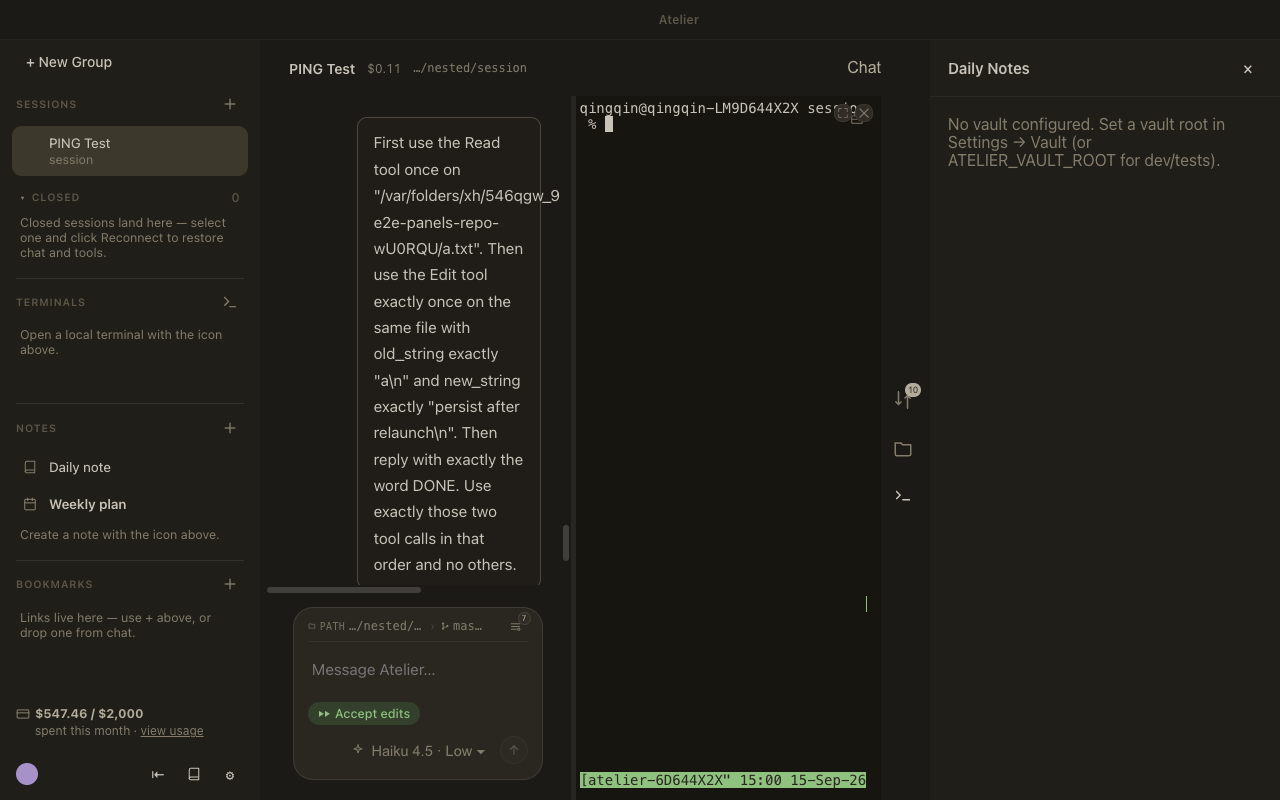 Atelier
+ New Group
SESSIONS
PING Test
session
CLOSED 0
Closed sessions land here — select
one and click Reconnect to restore
chat and tools.
TERMINALS
Open a local terminal with the icon
above.
NOTES
Daily note
Weekly plan
Create a note with the icon above.
BOOKMARKS
Links live here — use + above, or
drop one from chat.
$547.46 / $2,000
spent this month · view usage
PING Test $0.11 …/nested/session
Chat
First use the Read
tool once on
"/var/folders/xh/546qgw_9
e2e-panels-repo-
wU0RQU/a.txt". Then
use the Edit tool
exactly once on the
same file with
old_string exactly
"a\n" and new_string
exactly "persist after
relaunch\n". Then
reply with exactly the
word DONE. Use
exactly those two
tool calls in that
order and no others.
PATH …/nested/… › mas… 7
Message Atelier...
Accept edits
Haiku 4.5 · Low
qingqin@qingqin-LM9D644X2X sessio
%
[atelier-6D644X2X" 15:00 15-Sep-26
10
Daily Notes
No vault configured. Set a vault root in
Settings → Vault (or
ATELIER_VAULT_ROOT for dev/tests).